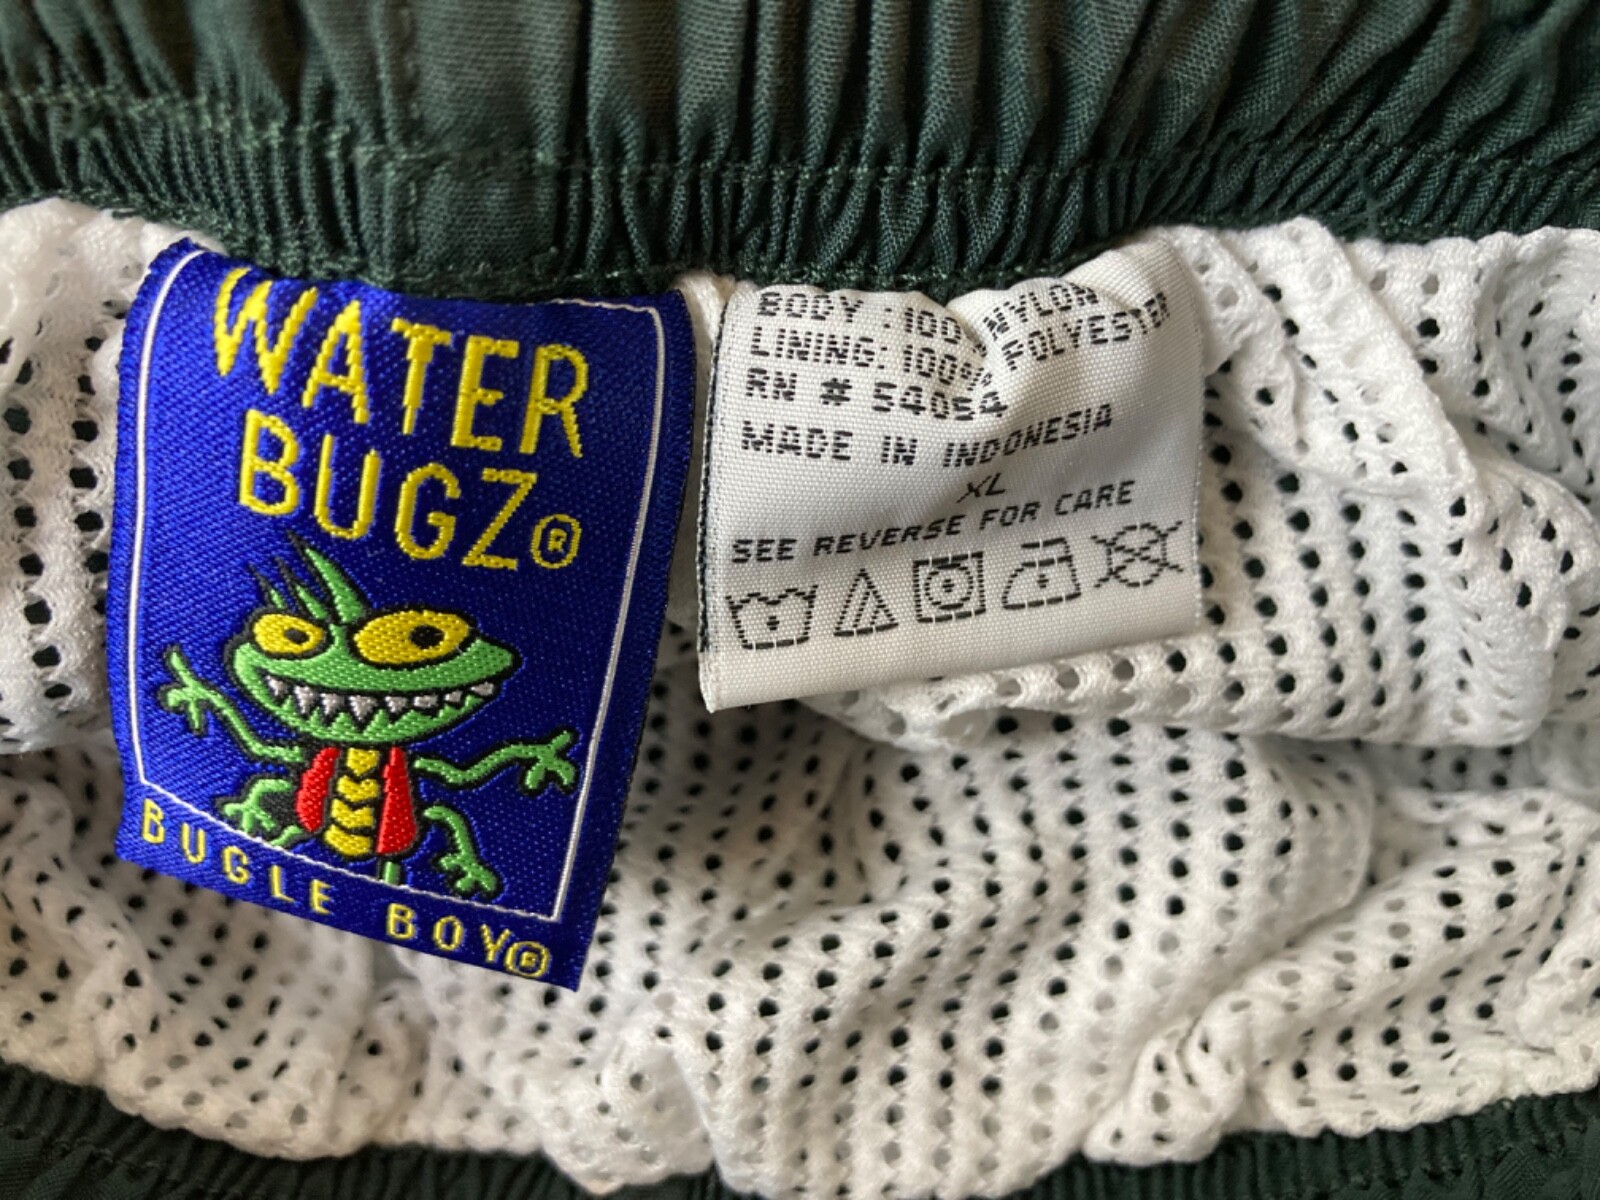 WATER
BUGZ®
BUGLE BOY®
BODY : 100% NYLON
LINING: 100% POLYESTER
RN # 54054
MADE IN INDONESIA
XL
SEE REVERSE FOR CARE